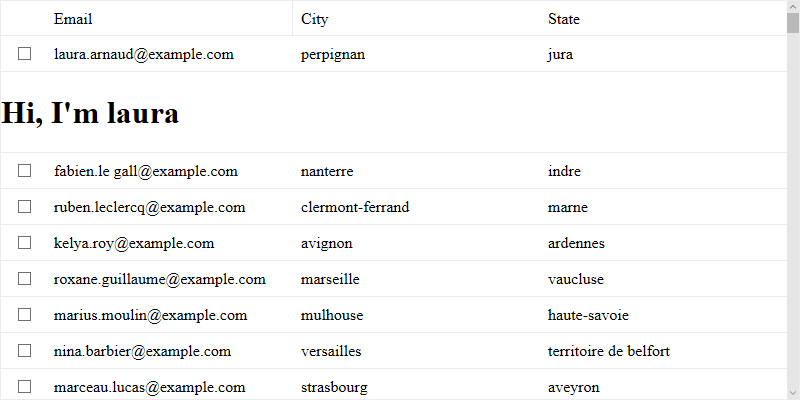 Email City State
laura.arnaud@example.com perpignan jura
Hi, I'm laura
fabien.le gall@example.com nanterre indre
ruben.leclercq@example.com clermont-ferrand marne
kelya.roy@example.com avignon ardennes
roxane.guillaume@example.com marseille vaucluse
marius.moulin@example.com mulhouse haute-savoie
nina.barbier@example.com versailles territoire de belfort
marceau.lucas@example.com strasbourg aveyron